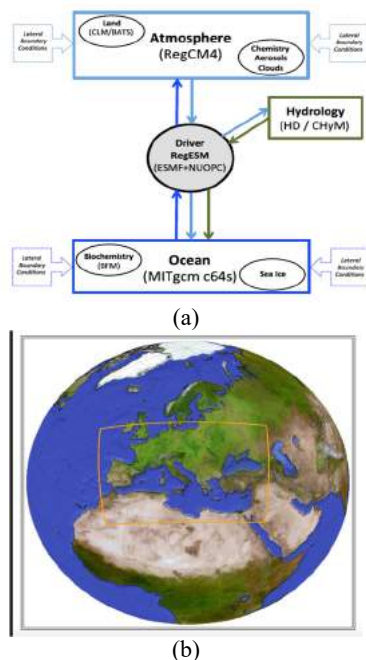 Land
(CLM/BATS)
Atmosphere
(RegCM4)
Chemistry
Aerosols
Clouds
Lateral
Boundary
Conditions
Lateral
Boundary
Conditions
Driver
RegESM
(ESMF+NUOPC)
Hydrology
(HD / CHyM)
Biochemistry
(BFM)
Ocean
(MITgcm c64s)
Sea Ice
Lateral
Boundary
Conditions
Lateral
Boundary
Conditions
(a)
(b)